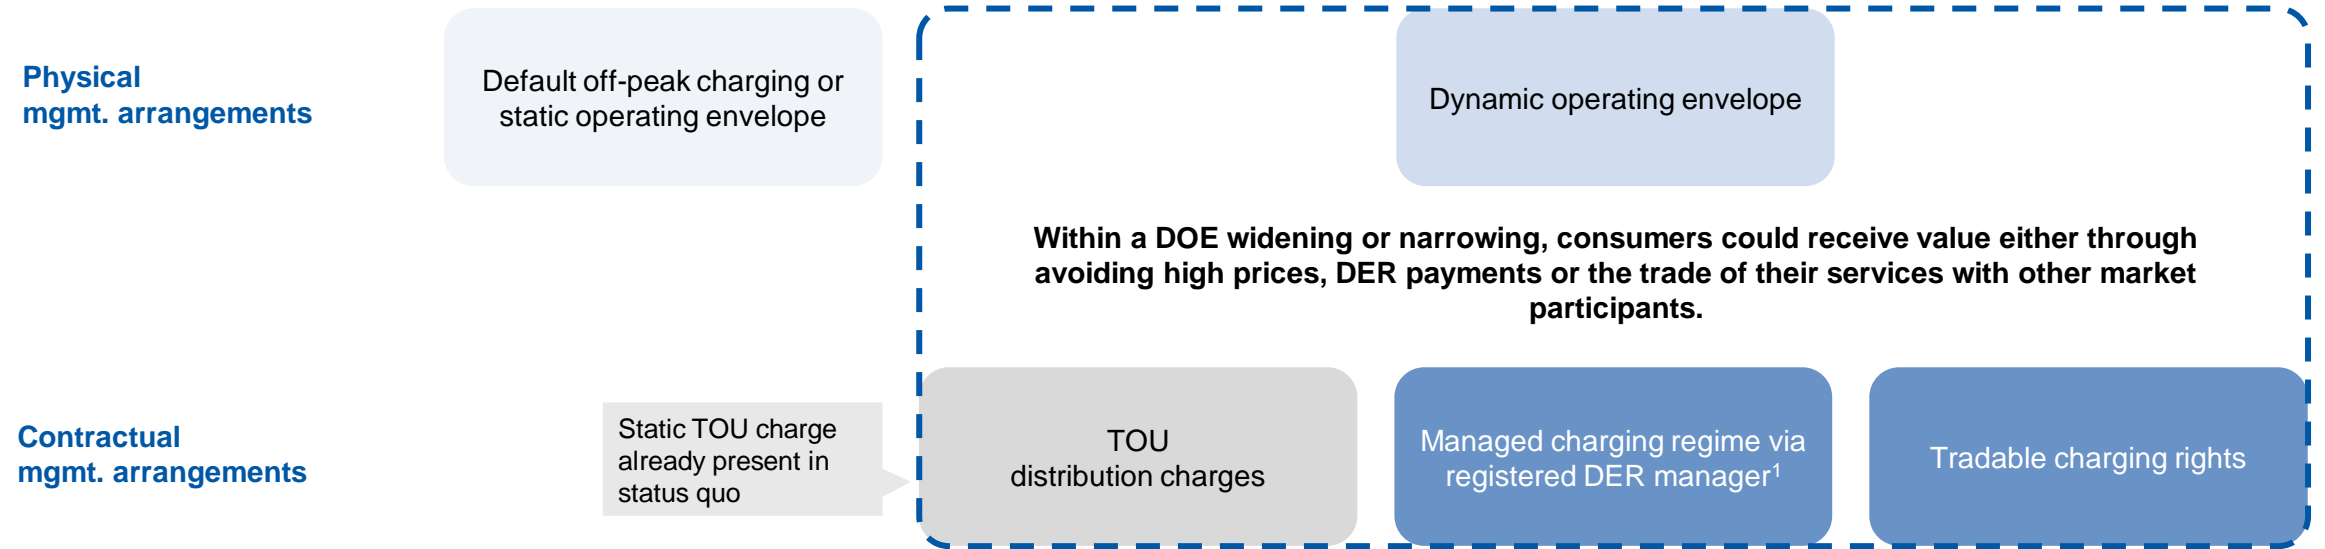 Physical
mgmt. arrangements
Default off-peak charging or
static operating envelope
Dynamic operating envelope
Within a DOE widening or narrowing, consumers could receive value either through
avoiding high prices, DER payments or the trade of their services with other market
participants.
Contractual
mgmt. arrangements
Static TOU charge
already present in
status quo
TOU
distribution charges
Managed charging regime via
registered DER manager¹
Tradable charging rights